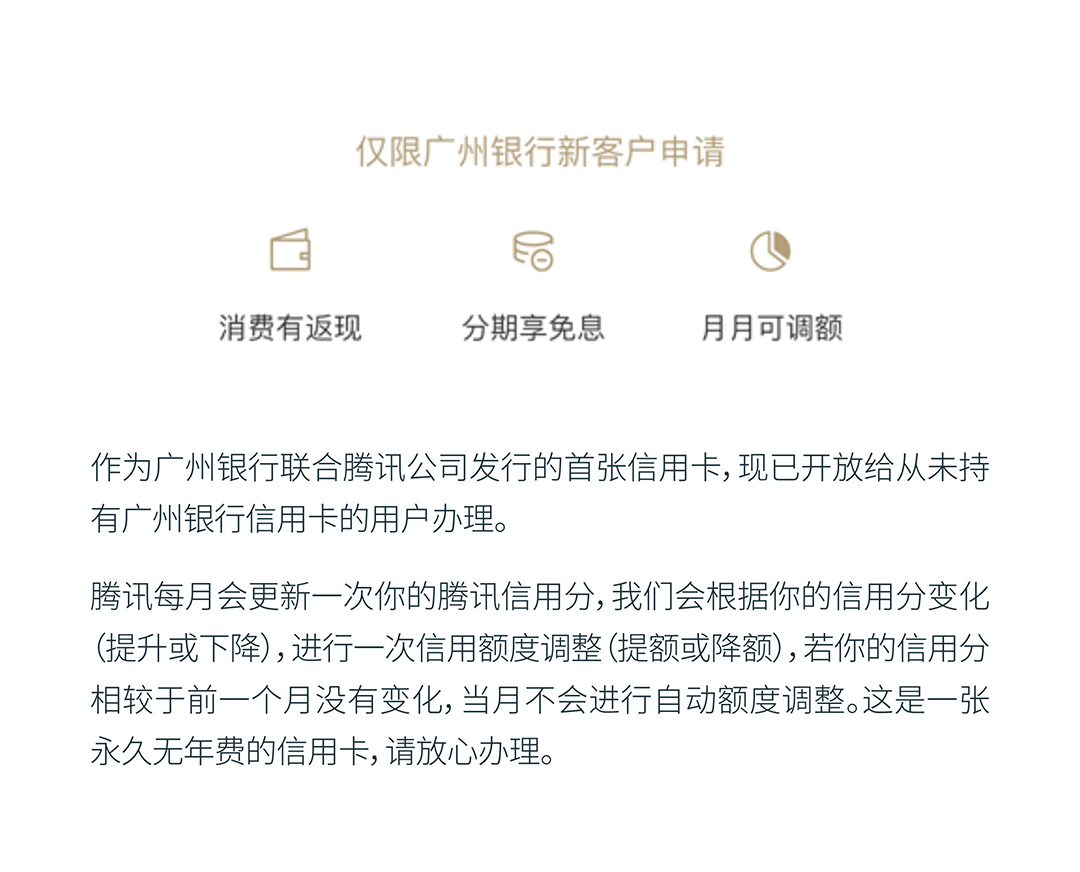 仅限广州银行新客户申请
消费有返现
分期享免息
月月可调额
作为广州银行联合腾讯公司发行的首张信用卡，现已开放给从未持
有广州银行信用卡的用户办理。
腾讯每月会更新一次你的腾讯信用分，我们会根据你的信用分变化
（提升或下降），进行一次信用额度调整（提额或降额），若你的信用分
相较于前一个月没有变化，当月不会进行自动额度调整。这是一张
永久无年费的信用卡，请放心办理。